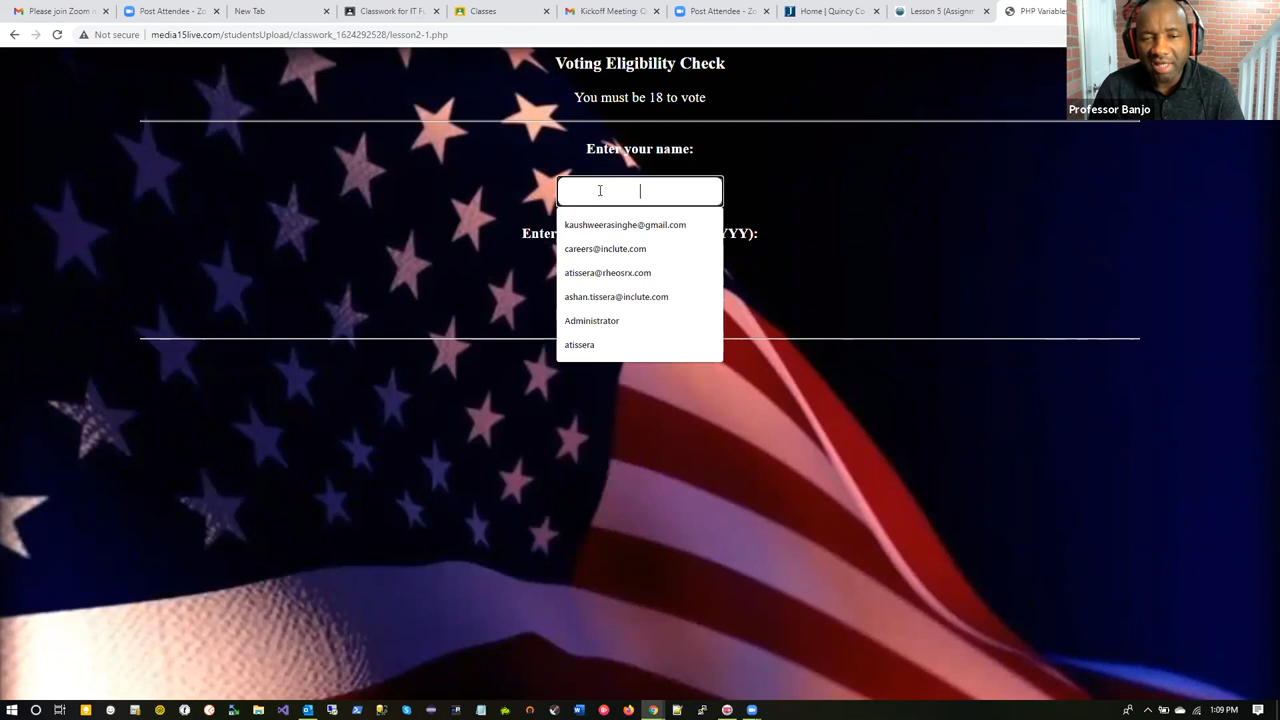 Please join Zoom n
Post Attendee - Zo
New Tab
Classwork for IT Fu
Classes
Kickoff Meeting: O
Post Attendee - Zo
Home | Quincy Co
Lesson 5 Assignm
PHP Variable
Not secure
media15live.com/studentsUpload/classwork_1624292528/lesson2-1.php
Professor Banjo
Voting Eligibility Check
You must be 18 to vote
Enter your name:
Enter YYY):
kaushweerasinghe@gmail.com
careers@inclute.com
atissera@rheosrx.com
ashan.tissera@inclute.com
Administrator
atissera
1:09 PM